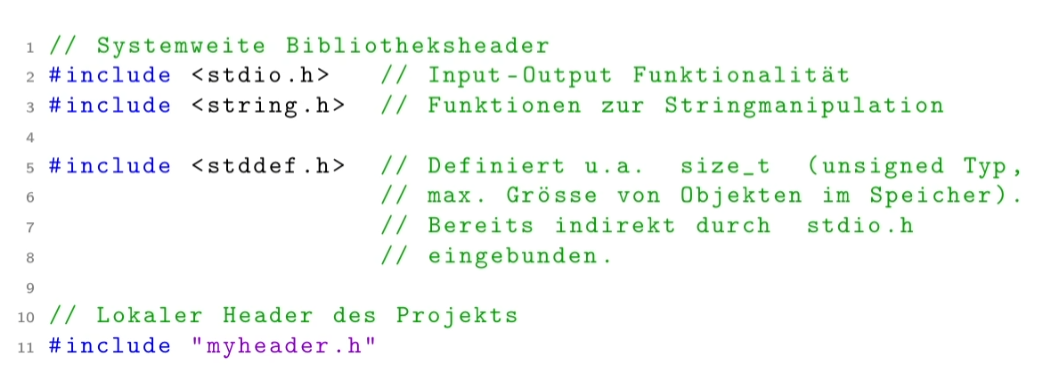 1 // Systemweite Bibliotheksheader
2 #include <stdio.h> // Input-Output Funktionalität
3 #include <string.h> // Funktionen zur Stringmanipulation
4
5 #include <stddef.h> // Definiert u.a. size_t (unsigned Typ,
6 // max. Grösse von Objekten im Speicher).
7 // Bereits indirekt durch stdio.h
8 // eingebunden.
9
10 // Lokaler Header des Projekts
11 #include "myheader.h"